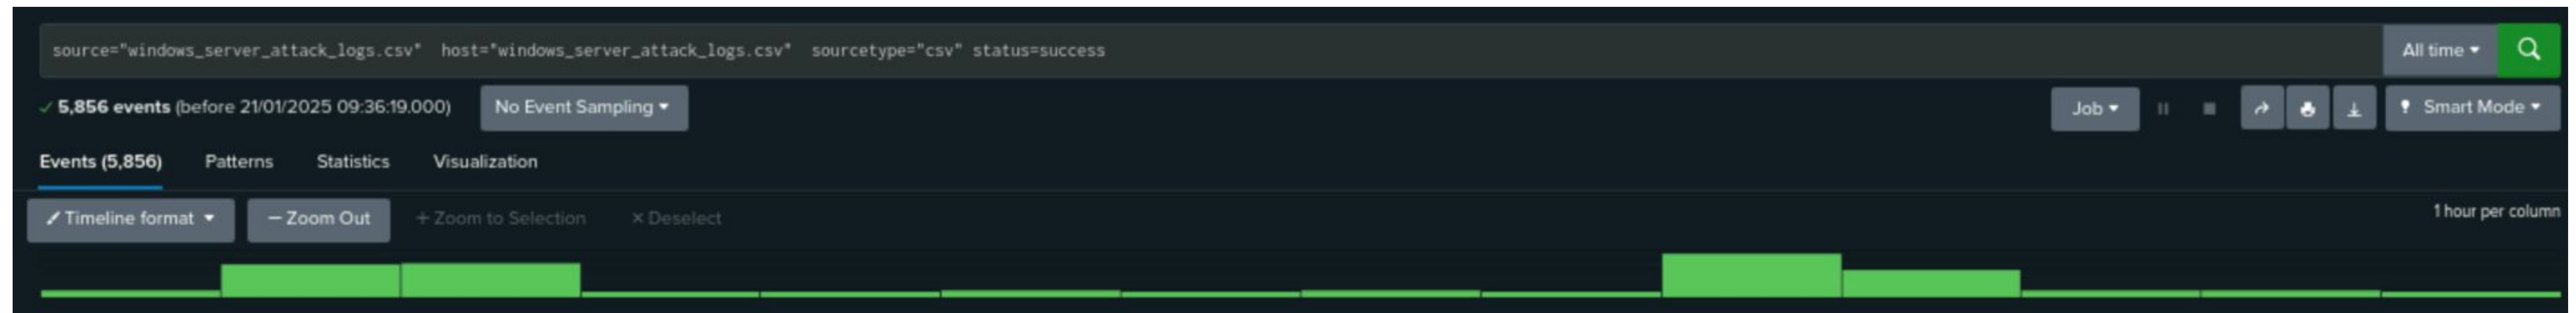 source="windows_server_attack_logs.csv" host="windows_server_attack_logs.csv" sourcetype="csv" status=success
All time
5,856 events (before 21/01/2025 09:36:19.000)
No Event Sampling
Job
Smart Mode
Events (5,856)
Patterns
Statistics
Visualization
Timeline format
– Zoom Out
+ Zoom to Selection
× Deselect
1 hour per column